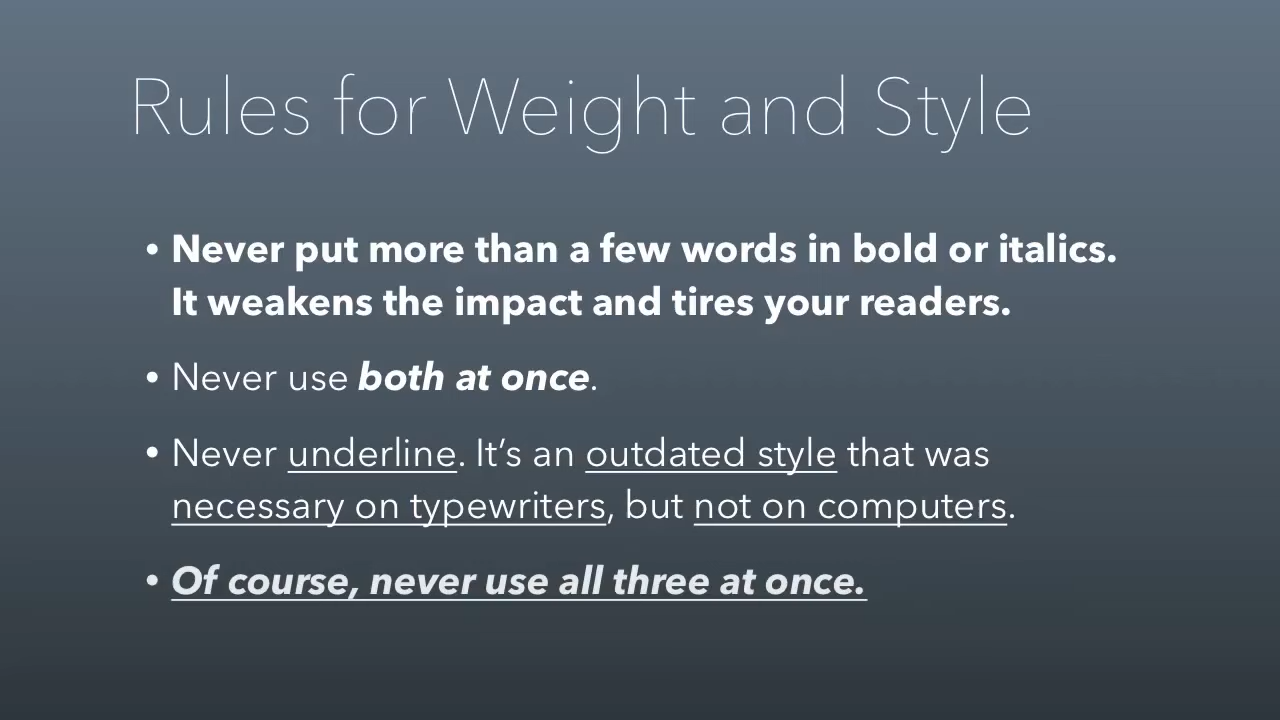 Rules for Weight and Style
• Never put more than a few words in bold or italics.
It weakens the impact and tires your readers.
• Never use both at once.
• Never underline. It’s an outdated style that was
necessary on typewriters, but not on computers.
• Of course, never use all three at once.